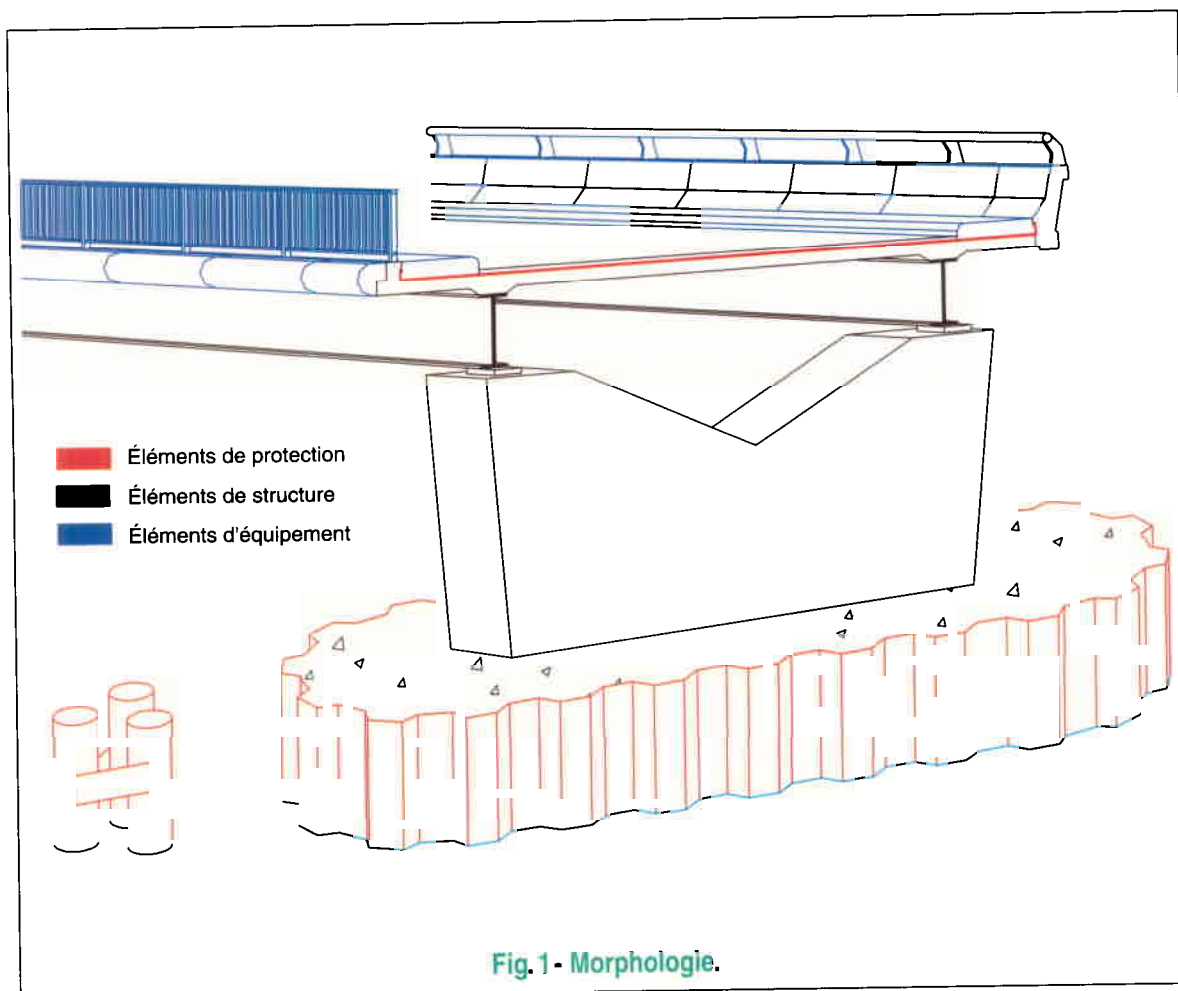 Éléments de protection
Éléments de structure
Éléments d'équipement
Fig. 1 - Morphologie.